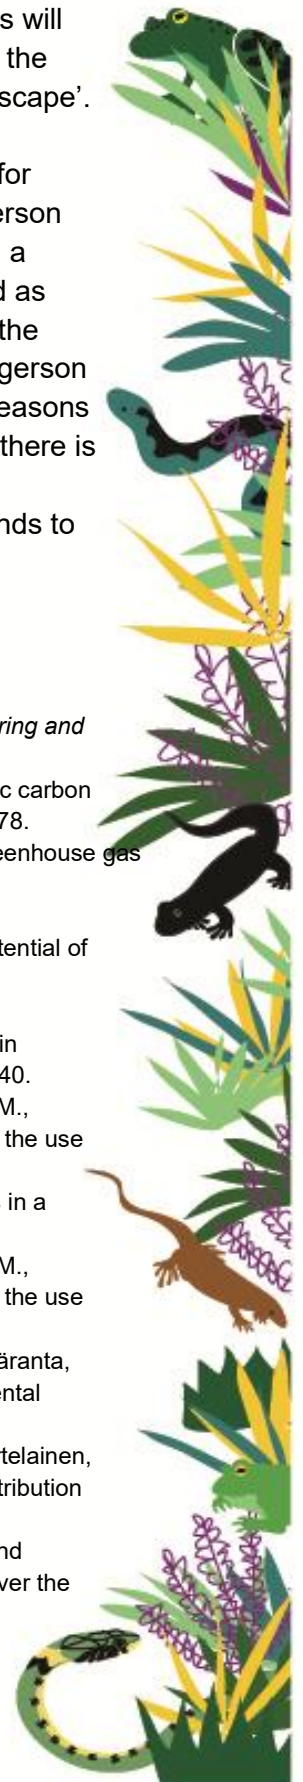 s will
the
scape’.
for
erson
a
d as
the
gerson
easons
there is
nds to
ring and
c carbon
78.
eenhouse gas
tential of
in
40.
M.,
the use
in a
M.,
the use
äranta,
ental
telainen,
tribution
nd
ver the